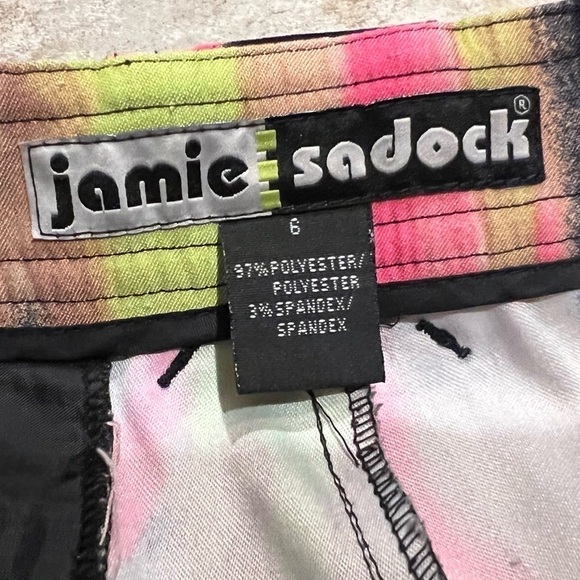 jamie sadock®
6
97% POLYESTER/
POLYESTER
3% SPANDEX/
SPANDEX